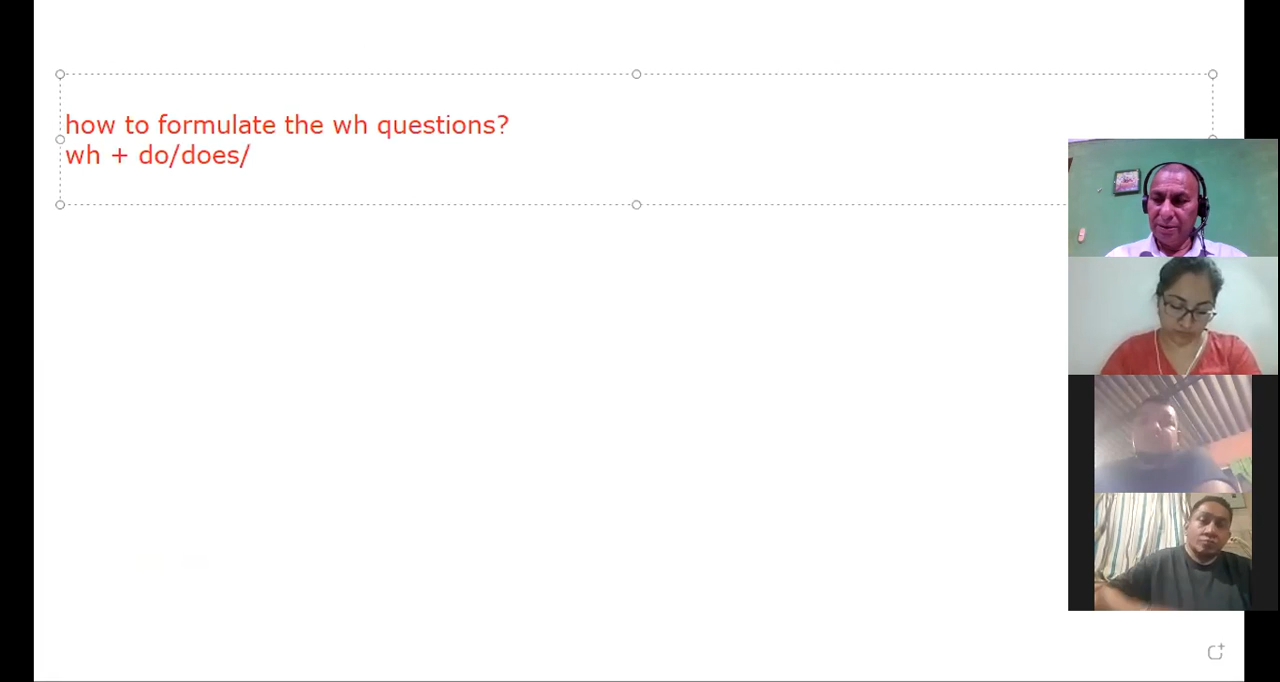 how to formulate the wh questions?
wh + do/does/